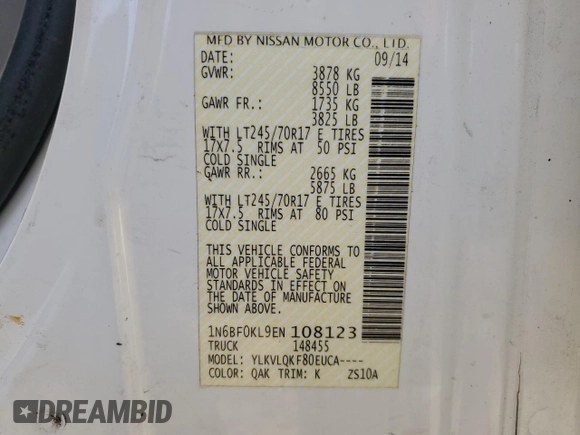 MFD BY NISSAN MOTOR CO., LTD.
DATE: 09/14
GVWR: 3878 KG
8550 LB
GAWR FR.: 1735 KG
3825 LB
WITH LT245/70R17 E TIRES
17X7.5 RIMS AT 50 PSI
COLD SINGLE
GAWR RR.: 2665 KG
5875 LB
WITH LT245/70R17 E TIRES
17X7.5 RIMS AT 80 PSI
COLD SINGLE
THIS VEHICLE CONFORMS TO
ALL APPLICABLE FEDERAL
MOTOR VEHICLE SAFETY
STANDARDS IN EFFECT ON
THE DATE OF MANUFACTURE
SHOWN ABOVE.
1N6BF0KL9EN108123
TRUCK 148455
MODEL: YLKVLQKF80EUCA----
COLOR: QAK TRIM: K ZS10A
DREAMBID